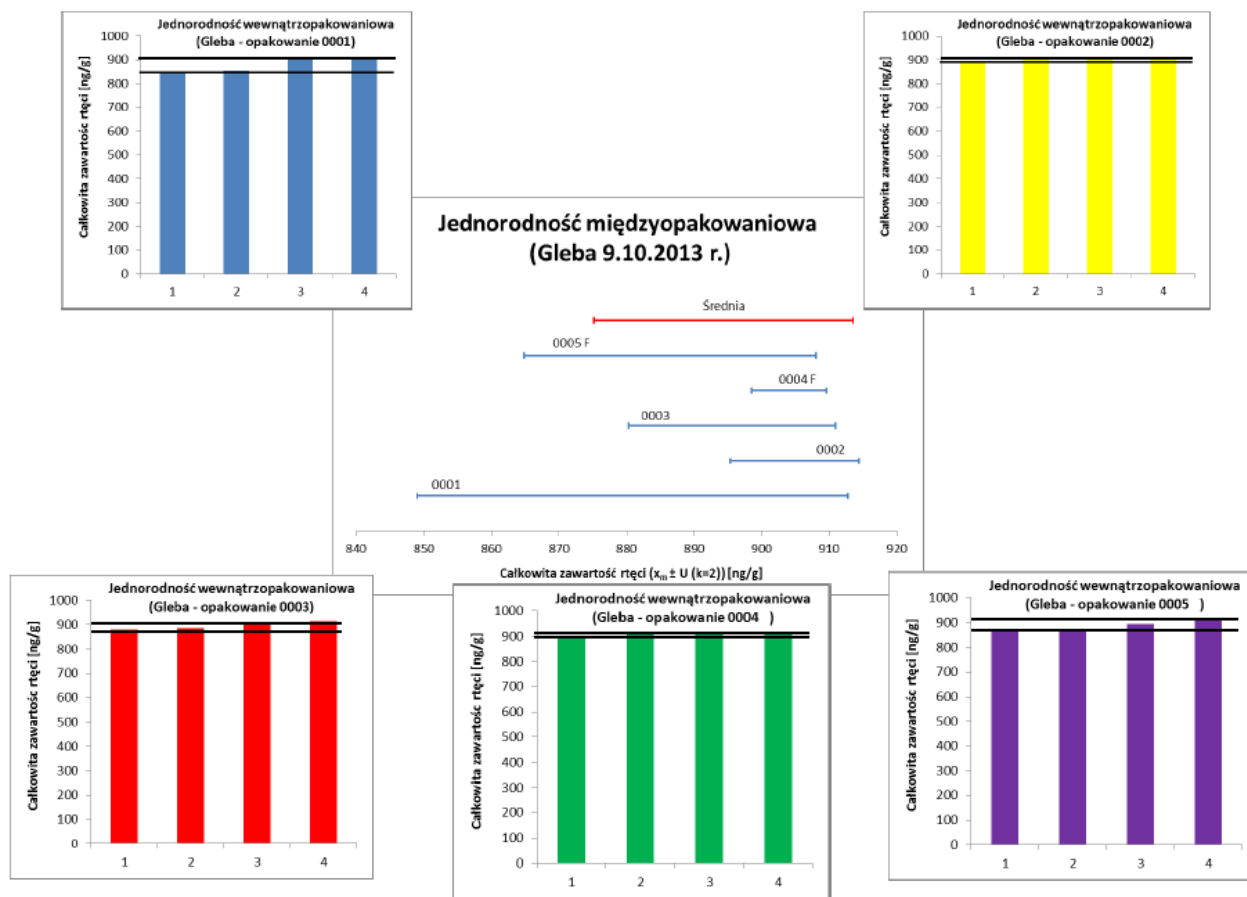 Jednorodność wewnątrzopakowaniowa
(Gleba - opakowanie 0001)
Całkowita zawartośc rtęci [ng/g]
1000
900
800
700
600
500
400
300
200
100
0
1 2 3 4
Jednorodność wewnątrzopakowaniowa
(Gleba - opakowanie 0002)
Całkowita zawartośc rtęci [ng/g]
1000
900
800
700
600
500
400
300
200
100
0
1 2 3 4
Jednorodność międzyopakowaniowa
(Gleba 9.10.2013 r.)
Średnia
0005 F
0004 F
0003
0002
0001
840 850 860 870 880 890 900 910 920
Całkowita zawartość rtęci (xm ± U (k=2)) [ng/g]
Jednorodność wewnątrzopakowaniowa
(Gleba - opakowanie 0003)
Całkowita zawartośc rtęci [ng/g]
1000
900
800
700
600
500
400
300
200
100
0
1 2 3 4
Jednorodność wewnątrzopakowaniowa
(Gleba - opakowanie 0004 )
Całkowita zawartośc rtęci [ng/g]
1000
900
800
700
600
500
400
300
200
100
0
1 2 3 4
Jednorodność wewnątrzopakowaniowa
(Gleba - opakowanie 0005 )
Całkowita zawartośc rtęci [ng/g]
1000
900
800
700
600
500
400
300
200
100
0
1 2 3 4